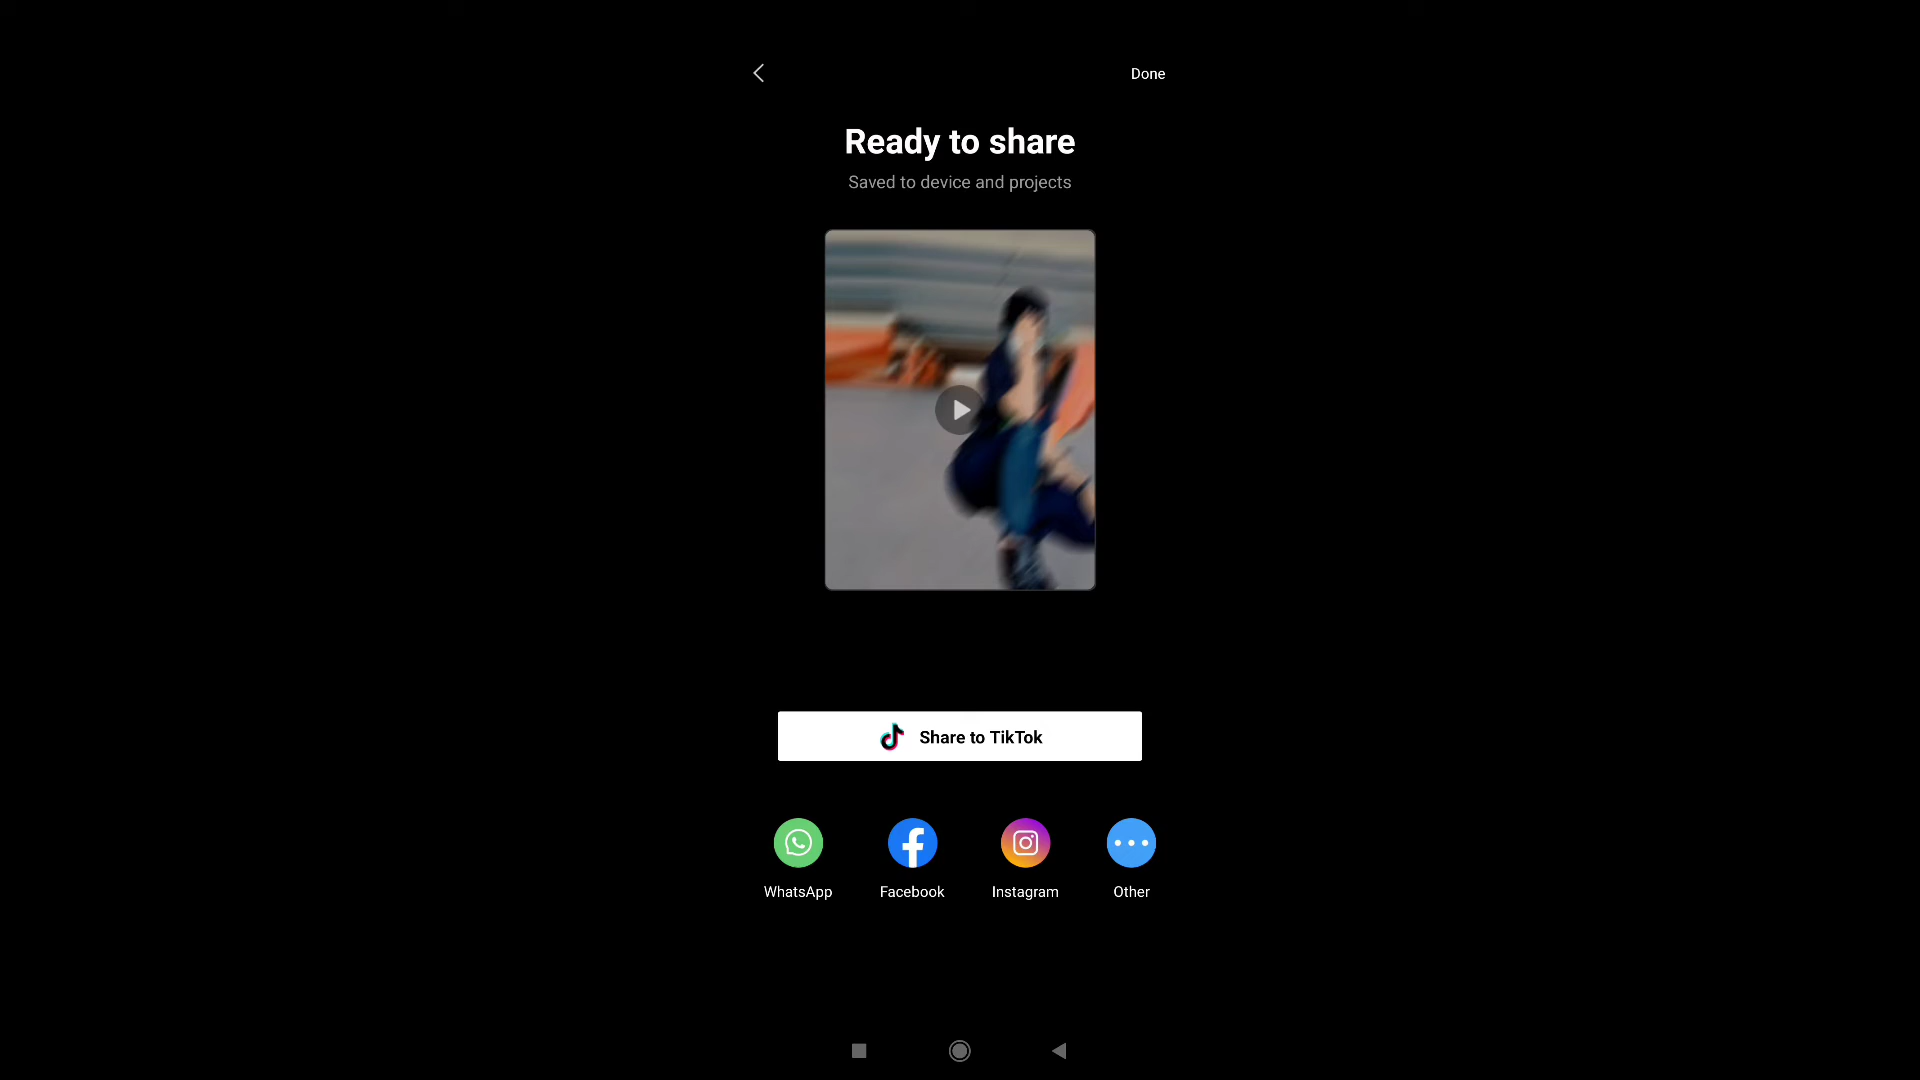 Done
Ready to share
Saved to device and projects
Share to TikTok
WhatsApp
Facebook
Instagram
Other